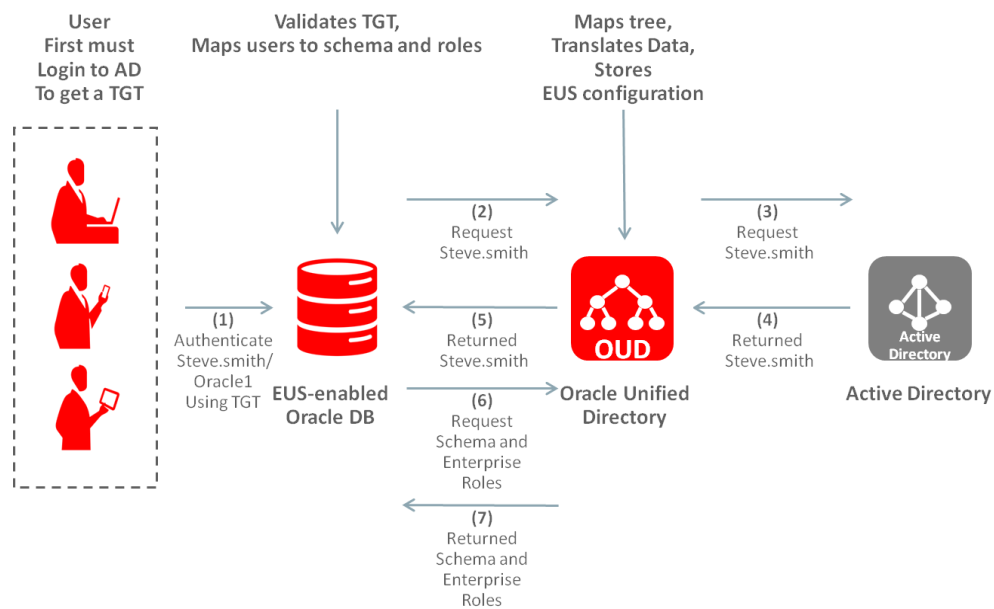 User
First must
Login to AD
To get a TGT
Validates TGT,
Maps users to schema and roles
Maps tree,
Translates Data,
Stores
EUS configuration
(1)
Authenticate
Steve.smith/
Oracle1
Using TGT
EUS-enabled
Oracle DB
(2)
Request
Steve.smith
(5)
Returned
Steve.smith
(6)
Request
Schema and
Enterprise
Roles
(7)
Returned
Schema and
Enterprise
Roles
OUD
Oracle Unified
Directory
(3)
Request
Steve.smith
(4)
Returned
Steve.smith
Active
Directory
Active Directory